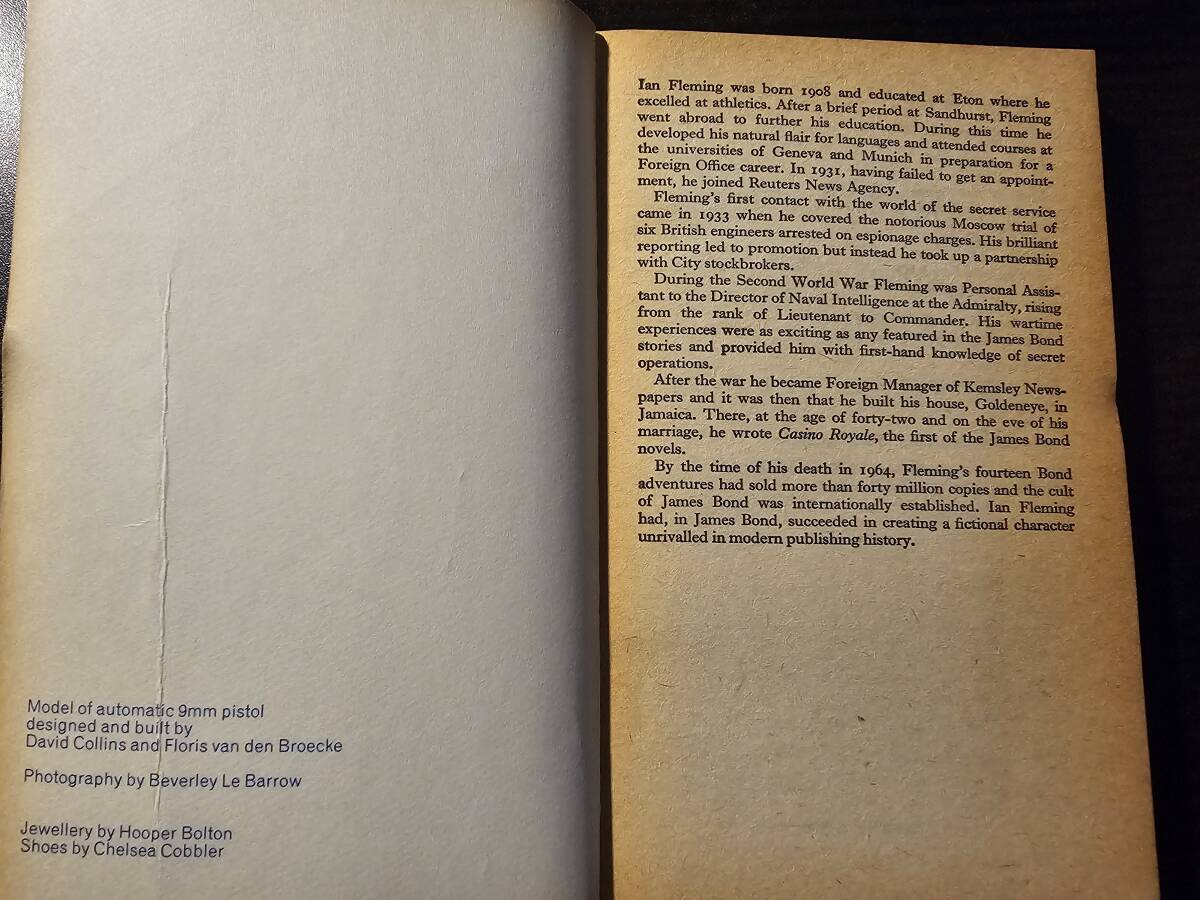 Model of automatic 9mm pistol
designed and built by
David Collins and Floris van den Broecke
Photography by Beverley Le Barrow
Jewellery by Hooper Bolton
Shoes by Chelsea Cobbler
Ian Fleming was born 1908 and educated at Eton where he
excelled at athletics. After a brief period at Sandhurst, Fleming
went abroad to further his education. During this time he
developed his natural flair for languages and attended courses at
the universities of Geneva and Munich in preparation for a
Foreign Office career. In 1931, having failed to get an appoint-
ment, he joined Reuters News Agency.
Fleming's first contact with the world of the secret service
came in 1933 when he covered the notorious Moscow trial of
six British engineers arrested on espionage charges. His brilliant
reporting led to promotion but instead he took up a partnership
with City stockbrokers.
During the Second World War Fleming was Personal Assis-
tant to the Director of Naval Intelligence at the Admiralty, rising
from the rank of Lieutenant to Commander. His wartime
experiences were as exciting as any featured in the James Bond
stories and provided him with first-hand knowledge of secret
operations.
After the war he became Foreign Manager of Kemsley News-
papers and it was then that he built his house, Goldeneye, in
Jamaica. There, at the age of forty-two and on the eve of his
marriage, he wrote Casino Royale, the first of the James Bond
novels.
By the time of his death in 1964, Fleming's fourteen Bond
adventures had sold more than forty million copies and the cult
of James Bond was internationally established. Ian Fleming
had, in James Bond, succeeded in creating a fictional character
unrivalled in modern publishing history.